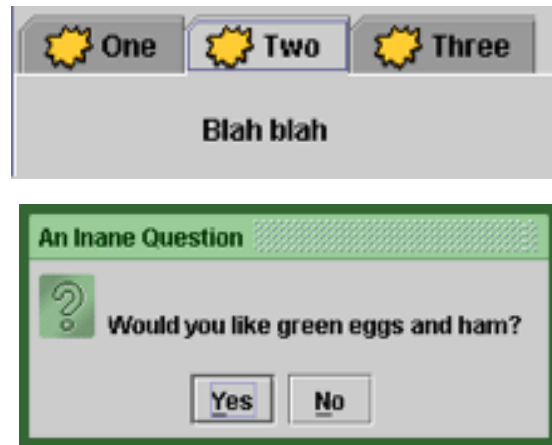 One Two Three
Blah blah
An Inane Question
Would you like green eggs and ham?
Yes No